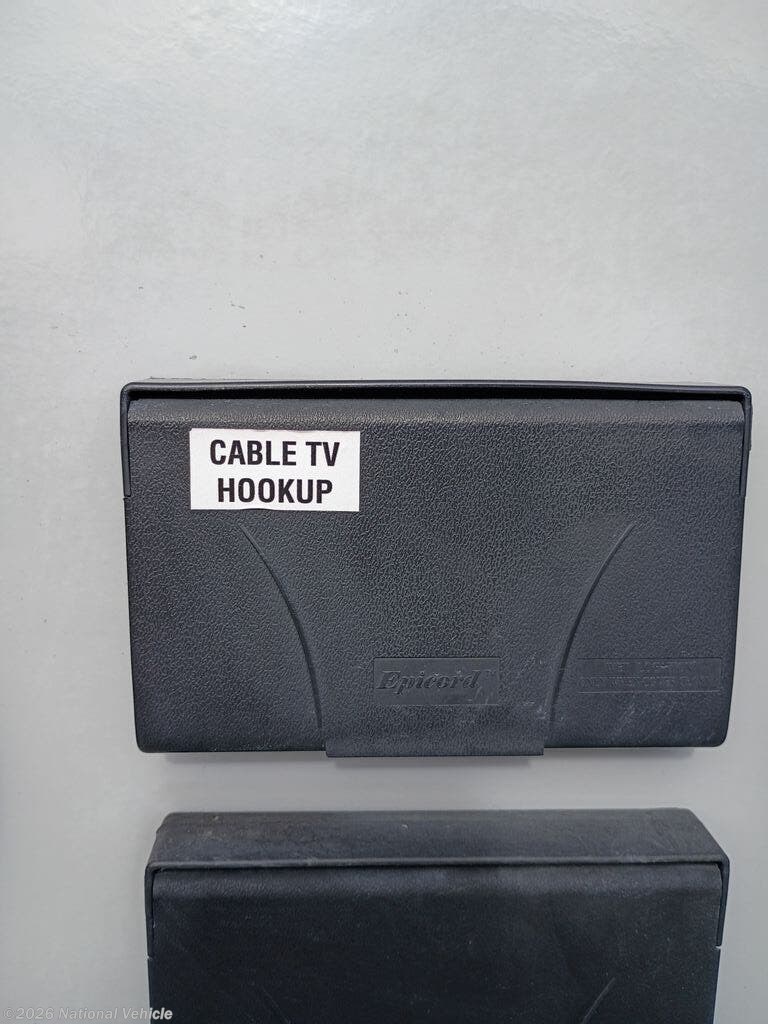 CABLE TV
HOOKUP
Epicord
©2026 National Vehicle